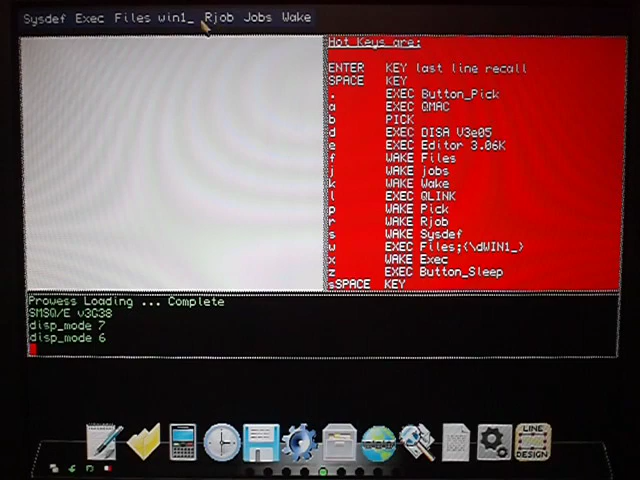 Sysdef Exec Files win1_ Rjob Jobs Wake
Hot Keys are:
ENTER KEY last line recall
SPACE KEY
. EXEC Button_Pick
a EXEC QMAC
b PICK
d EXEC DISA V3e05
e EXEC Editor 3.06K
f WAKE Files
j WAKE jobs
k WAKE Wake
l EXEC QLINK
p WAKE Pick
r WAKE Rjob
s WAKE Sysdef
u EXEC Files;{\dWIN1_}
x WAKE Exec
z EXEC Button_Sleep
sSPACE KEY
Prowess Loading ... Complete
SMSQ/E v3G38
disp_mode 7
disp_mode 6
LINE
DESIGN